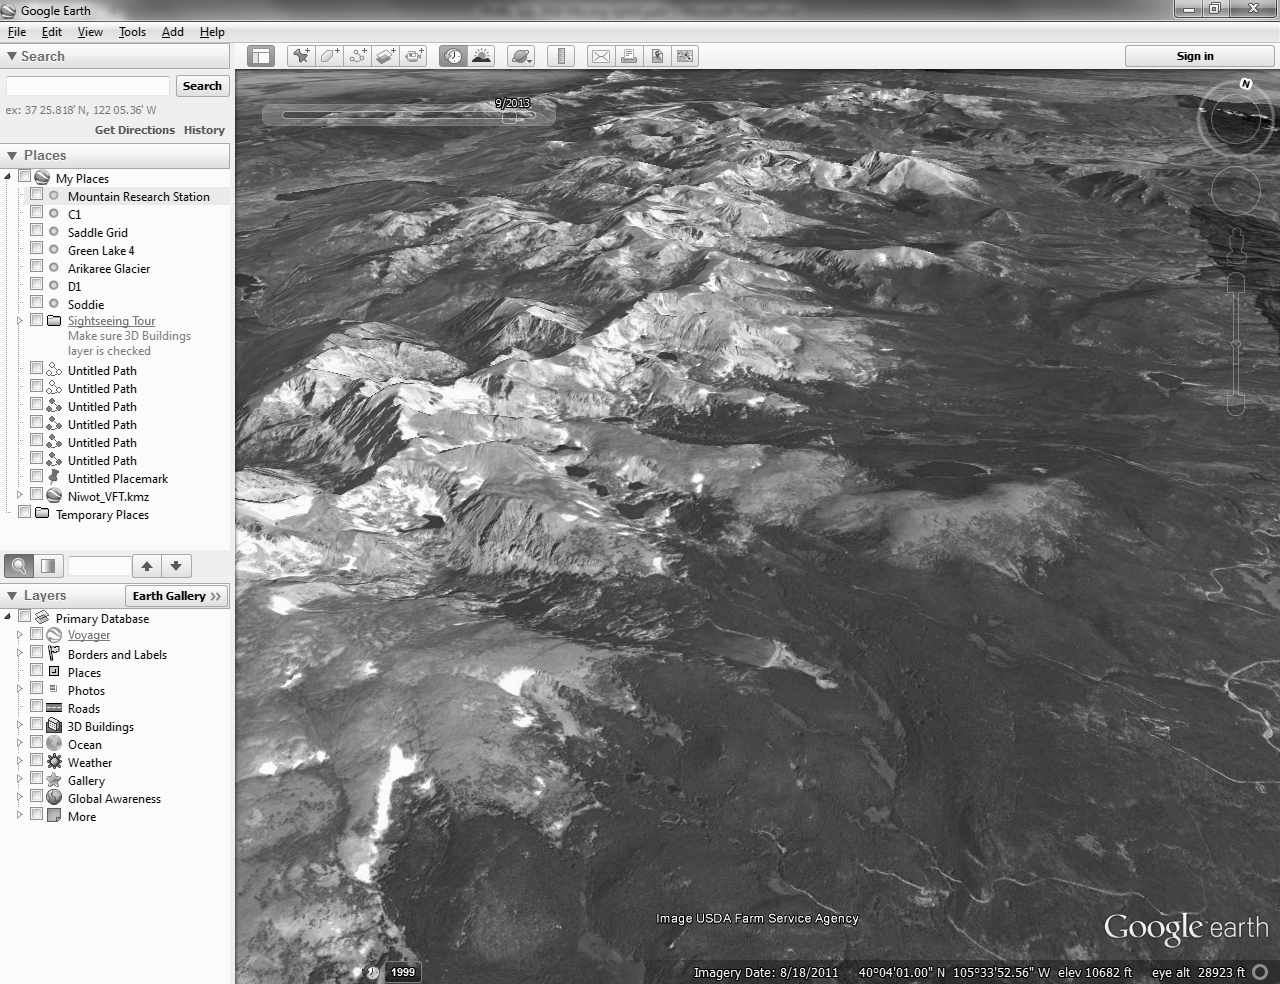 Google Earth
File Edit View Tools Add Help
Search
Sign in
Search
ex: 37 25.818' N, 122 05.36' W
Get Directions History
9/2013
N
Places
My Places
Mountain Research Station
C1
Saddle Grid
Green Lake 4
Arikaree Glacier
D1
Soddie
Sightseeing Tour
Make sure 3D Buildings
layer is checked
Untitled Path
Untitled Path
Untitled Path
Untitled Path
Untitled Path
Untitled Path
Untitled Placemark
Niwot_VFT.kmz
Temporary Places
Layers
Earth Gallery >>
Primary Database
Voyager
Borders and Labels
Places
Photos
Roads
3D Buildings
Ocean
Weather
Gallery
Global Awareness
More
Image USDA Farm Service Agency
Google earth
1999
Imagery Date: 8/18/2011 40°04'01.00" N 105°33'52.56" W elev 10682 ft eye alt 28923 ft